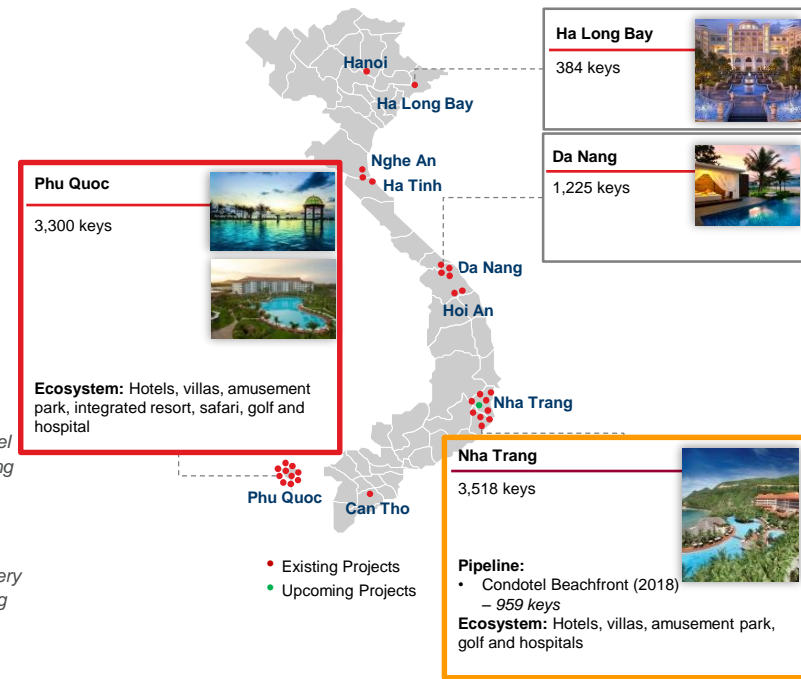 Ha Long Bay
384 keys
Da Nang
1,225 keys
Hanoi
Ha Long Bay
Nghe An
Ha Tinh
Da Nang
Hoi An
Nha Trang
Phu Quoc
Can Tho
Phu Quoc
3,300 keys
Ecosystem: Hotels, villas, amusement
park, integrated resort, safari, golf and
hospital
• Existing Projects
• Upcoming Projects
Nha Trang
3,518 keys
Pipeline:
• Condotel Beachfront (2018)
– 959 keys
Ecosystem: Hotels, villas, amusement park,
golf and hospitals